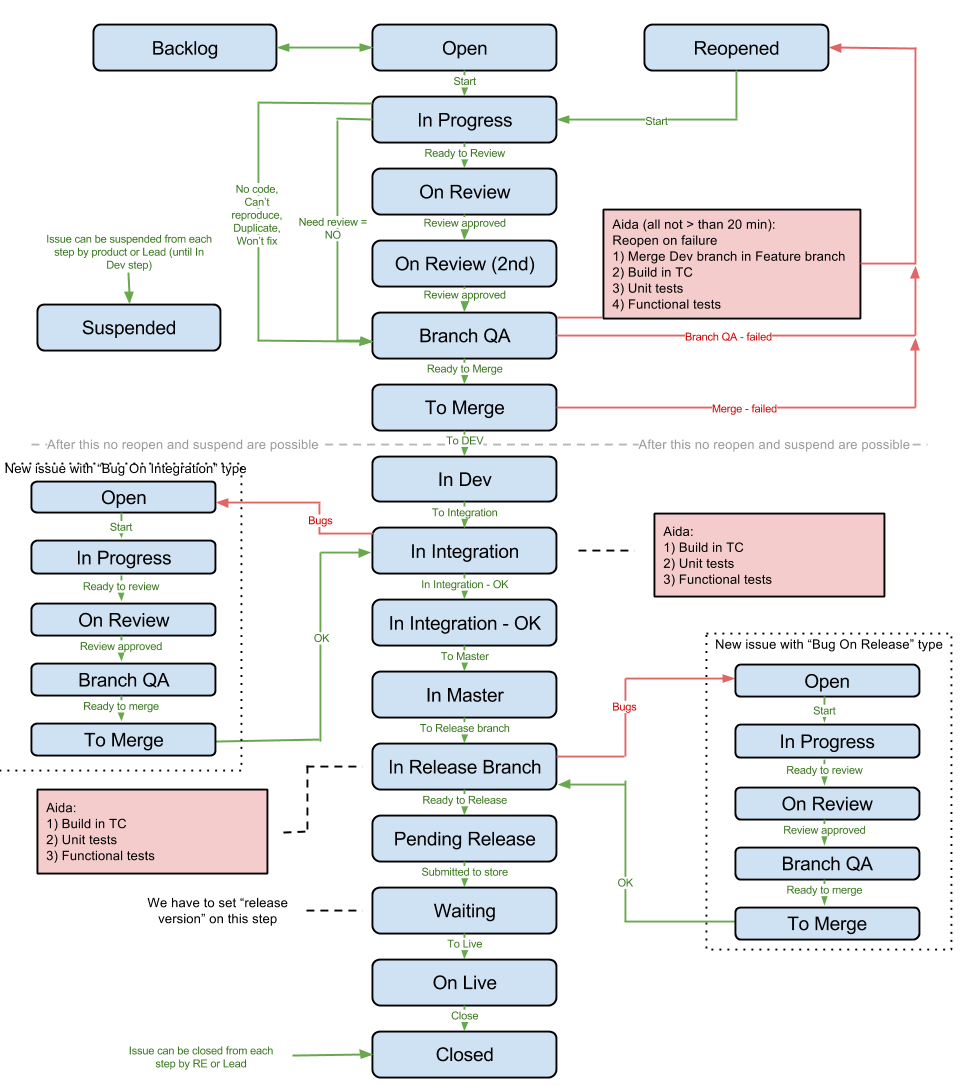 Backlog
Open
Reopened
Start
In Progress
Start
Ready to Review
On Review
No code,
Can't
reproduce,
Duplicate,
Won't fix
Need review =
NO
Review approved
Aida (all not > than 20 min):
Reopen on failure
1) Merge Dev branch in Feature branch
2) Build in TC
3) Unit tests
4) Functional tests
Issue can be suspended from each
step by product or Lead (until In
Dev step)
On Review (2nd)
Review approved
Suspended
Branch QA
Branch QA - failed
Ready to Merge
To Merge
Merge - failed
After this no reopen and suspend are possible
To DEV
After this no reopen and suspend are possible
New issue with “Bug On Integration” type
Open
Start
In Progress
Ready to review
On Review
Review approved
Branch QA
Ready to merge
To Merge
Bugs
OK
In Dev
To Integration
In Integration
In Integration - OK
In Integration - OK
To Master
In Master
To Release branch
In Release Branch
Ready to Release
Pending Release
Submitted to store
Waiting
To Live
On Live
Close
Closed
Aida:
1) Build in TC
2) Unit tests
3) Functional tests
New issue with “Bug On Release” type
Open
Start
In Progress
Ready to review
On Review
Review approved
Branch QA
Ready to merge
To Merge
Bugs
OK
Aida:
1) Build in TC
2) Unit tests
3) Functional tests
We have to set “release
version” on this step
Issue can be closed from each
step by RE or Lead